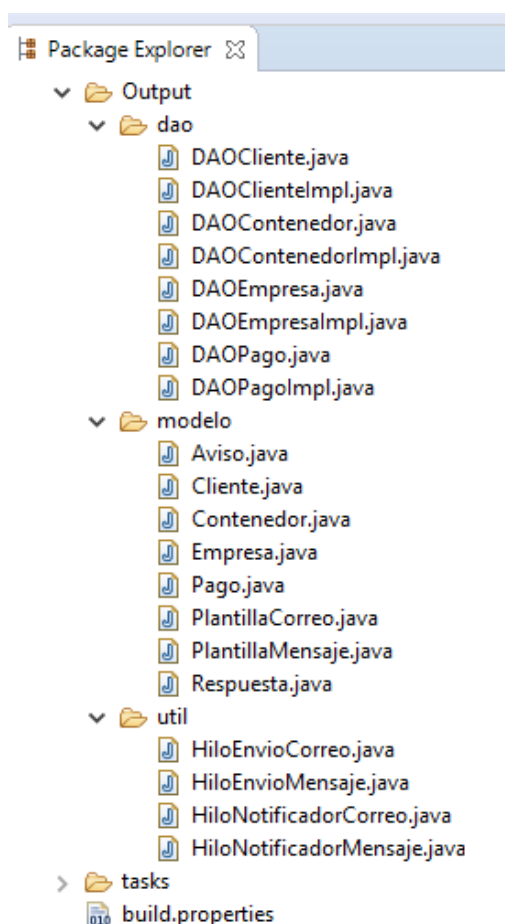 Package Explorer
Output
dao
DAOCliente.java
DAOClienteImpl.java
DAOContenedor.java
DAOContenedorImpl.java
DAOEmpresa.java
DAOEmpresaImpl.java
DAOPago.java
DAOPagoImpl.java
modelo
Aviso.java
Cliente.java
Contenedor.java
Empresa.java
Pago.java
PlantillaCorreo.java
PlantillaMensaje.java
Respuesta.java
util
HiloEnvioCorreo.java
HiloEnvioMensaje.java
HiloNotificadorCorreo.java
HiloNotificadorMensaje.java
tasks
build.properties